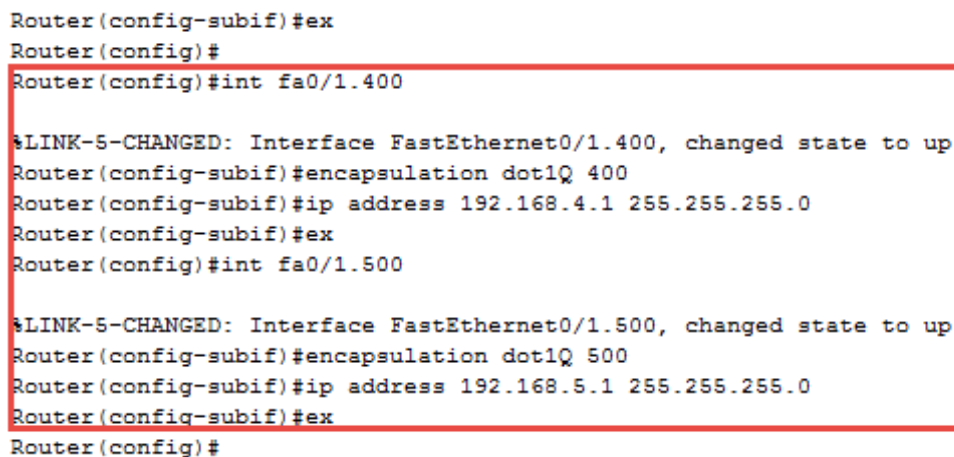 Router(config-subif)#ex
Router(config)#
Router(config)#int fa0/1.400
%LINK-5-CHANGED: Interface FastEthernet0/1.400, changed state to up
Router(config-subif)#encapsulation dot1Q 400
Router(config-subif)#ip address 192.168.4.1 255.255.255.0
Router(config-subif)#ex
Router(config)#int fa0/1.500
%LINK-5-CHANGED: Interface FastEthernet0/1.500, changed state to up
Router(config-subif)#encapsulation dot1Q 500
Router(config-subif)#ip address 192.168.5.1 255.255.255.0
Router(config-subif)#ex
Router(config)#